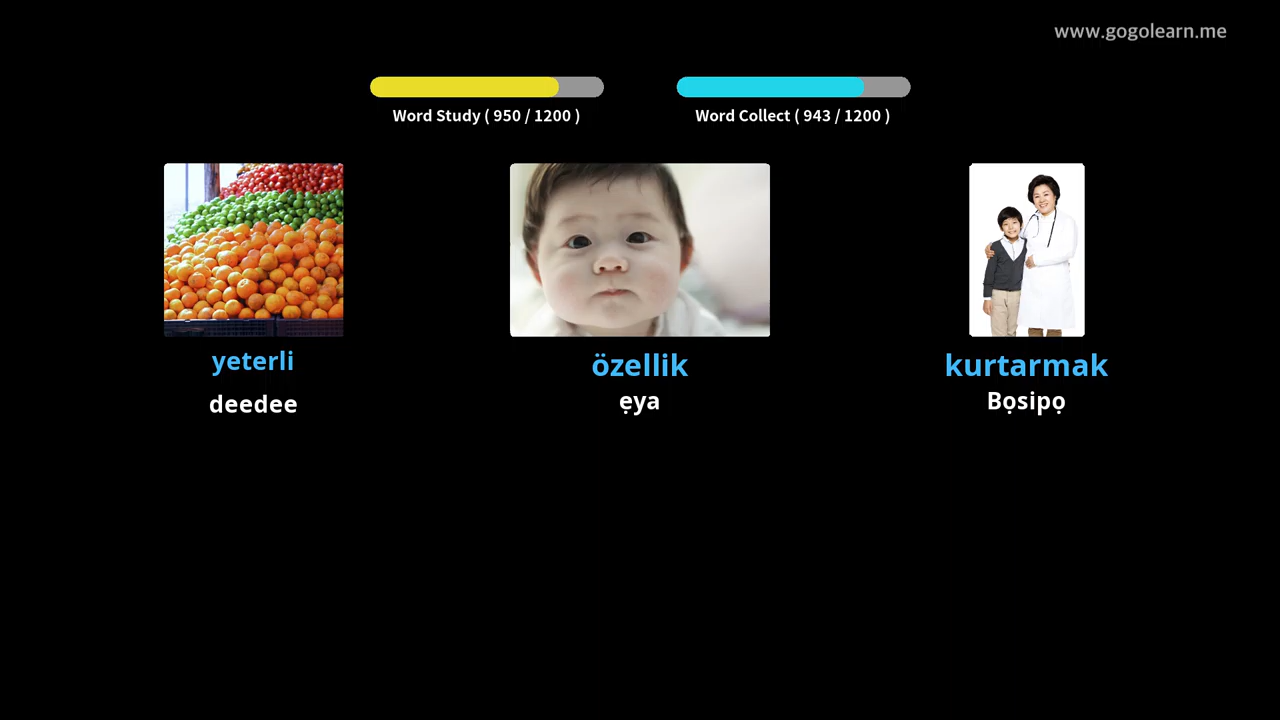 www.gogolearn.me
Word Study ( 950 / 1200 )
Word Collect ( 943 / 1200 )
yeterli
deedee
özellik
ẹya
kurtarmak
Bọsipọ